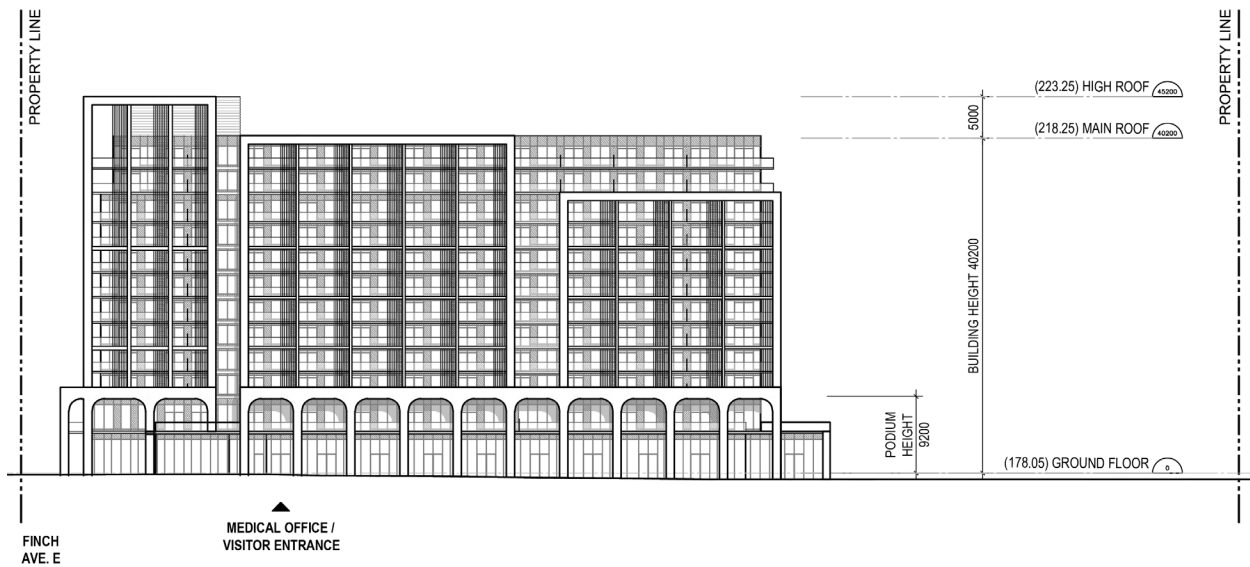 PROPERTY LINE
PROPERTY LINE
(223.25) HIGH ROOF 45200
5000
(218.25) MAIN ROOF 40200
BUILDING HEIGHT 40200
PODIUM
HEIGHT
9200
(178.05) GROUND FLOOR 0
MEDICAL OFFICE /
VISITOR ENTRANCE
FINCH
AVE. E